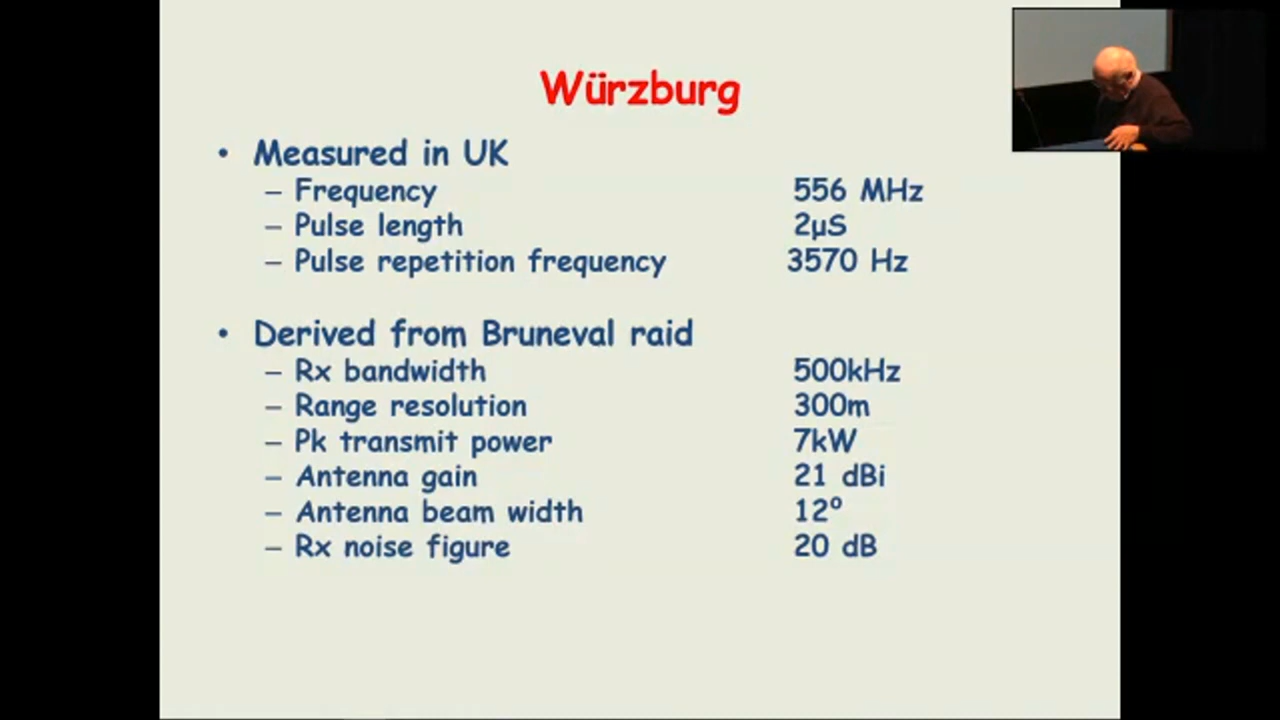 Würzburg
• Measured in UK
– Frequency 556 MHz
– Pulse length 2µS
– Pulse repetition frequency 3570 Hz
• Derived from Bruneval raid
– Rx bandwidth 500kHz
– Range resolution 300m
– Pk transmit power 7kW
– Antenna gain 21 dBi
– Antenna beam width 12º
– Rx noise figure 20 dB